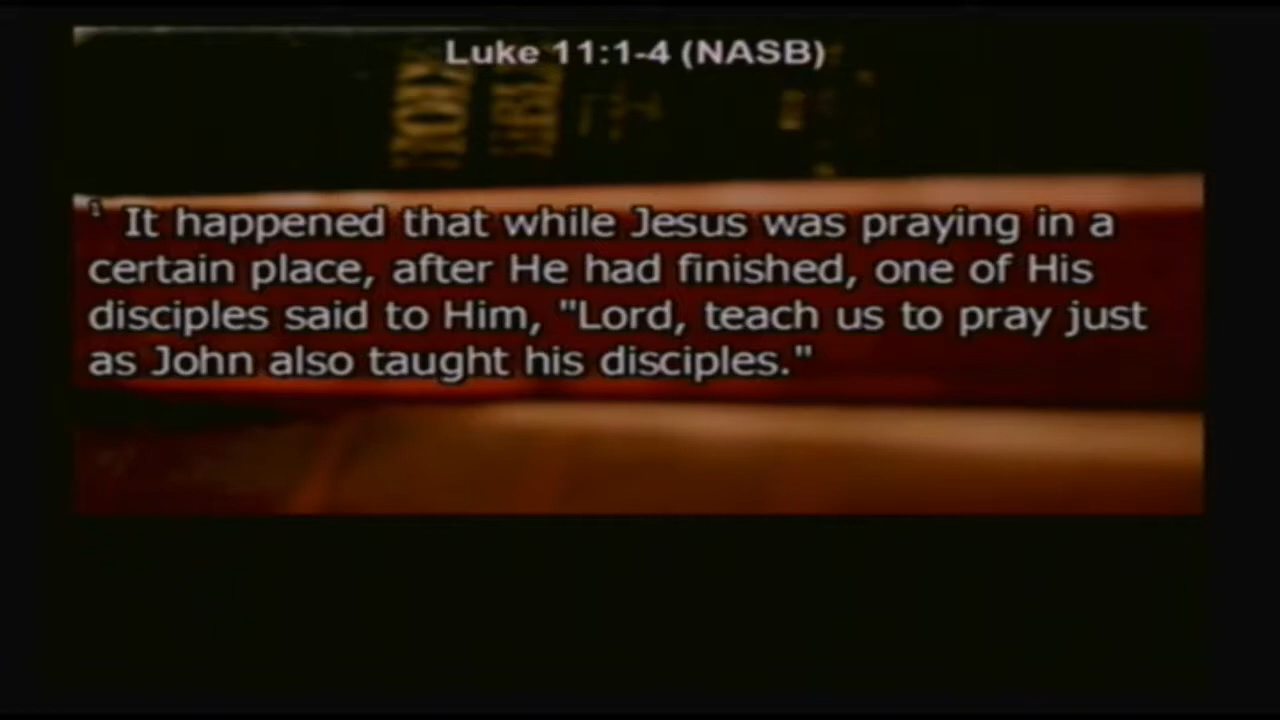 Luke 11:1-4 (NASB)
1 It happened that while Jesus was praying in a
certain place, after He had finished, one of His
disciples said to Him, "Lord, teach us to pray just
as John also taught his disciples."